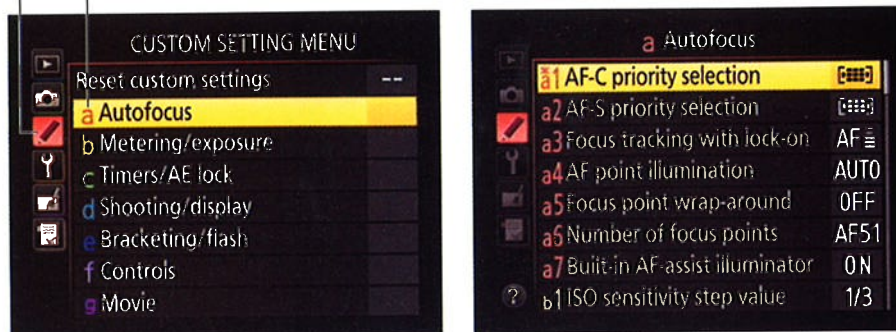 CUSTOM SETTING MENU
Reset custom settings --
a Autofocus
b Metering/exposure
c Timers/AE lock
d Shooting/display
e Bracketing/flash
f Controls
g Movie
a Autofocus
a1 AF-C priority selection
a2 AF-S priority selection
a3 Focus tracking with lock-on AF
a4 AF point illumination AUTO
a5 Focus point wrap-around OFF
a6 Number of focus points AF51
a7 Built-in AF-assist illuminator ON
? b1 ISO sensitivity step value 1/3